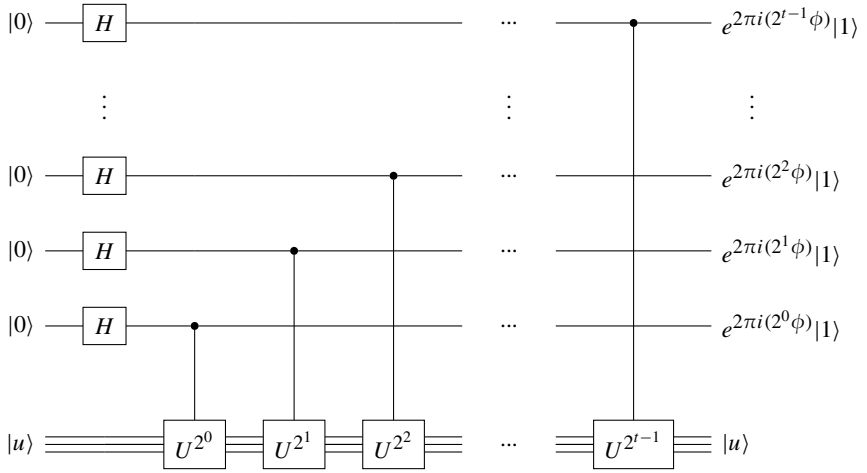 |0⟩ H ... e^{2πi(2^{t-1}φ)}|1⟩
⋮ ⋮ ⋮
|0⟩ H ... e^{2πi(2^2φ)}|1⟩
|0⟩ H ... e^{2πi(2^1φ)}|1⟩
|0⟩ H ... e^{2πi(2^0φ)}|1⟩
|u⟩ U^{2^0} U^{2^1} U^{2^2} ... U^{2^{t-1}} |u⟩